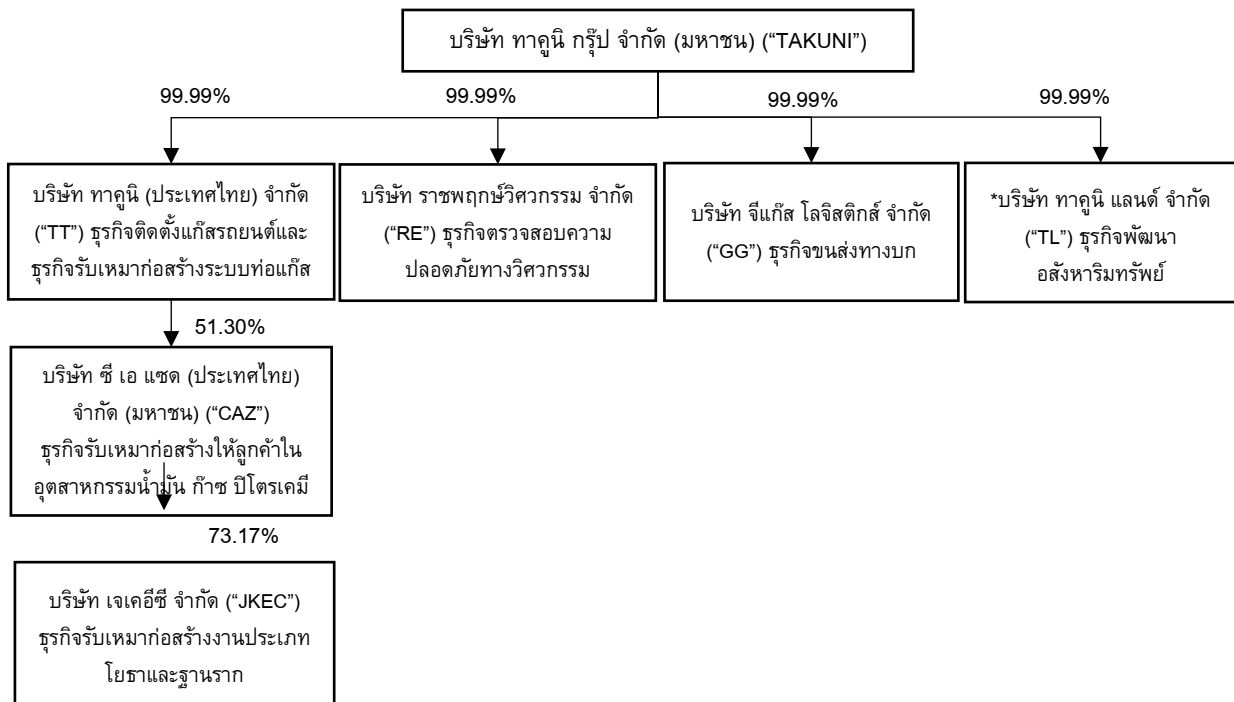 บริษัท ทาคูนิ กรุ๊ป จำกัด (มหาชน) (“TAKUNI”)
99.99%
99.99%
99.99%
99.99%
บริษัท ทาคูนิ (ประเทศไทย) จำกัด
(“TT”) ธุรกิจติดตั้งแก๊สรถยนต์และ
ธุรกิจรับเหมาก่อสร้างระบบท่อแก๊ส
บริษัท ราชพฤกษ์วิศวกรรม จำกัด
(“RE”) ธุรกิจตรวจสอบความ
ปลอดภัยทางวิศวกรรม
บริษัท จีแก๊ส โลจิสติกส์ จำกัด
(“GG”) ธุรกิจขนส่งทางบก
*บริษัท ทาคูนิ แลนด์ จำกัด
(“TL”) ธุรกิจพัฒนา
อสังหาริมทรัพย์
51.30%
บริษัท ซี เอ แซด (ประเทศไทย)
จำกัด (มหาชน) (“CAZ”)
ธุรกิจรับเหมาก่อสร้างให้ลูกค้าใน
อุตสาหกรรมน้ำมัน ก๊าซ ปิโตรเคมี
73.17%
บริษัท เจเคอีซี จำกัด (“JKEC”)
ธุรกิจรับเหมาก่อสร้างงานประเภท
โยธาและฐานราก